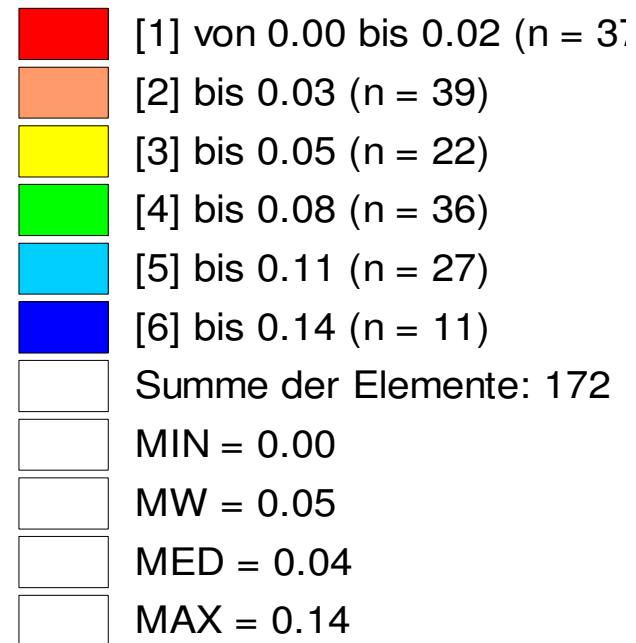 [1] von 0.00 bis 0.02 (n = 37
[2] bis 0.03 (n = 39)
[3] bis 0.05 (n = 22)
[4] bis 0.08 (n = 36)
[5] bis 0.11 (n = 27)
[6] bis 0.14 (n = 11)
Summe der Elemente: 172
MIN = 0.00
MW = 0.05
MED = 0.04
MAX = 0.14